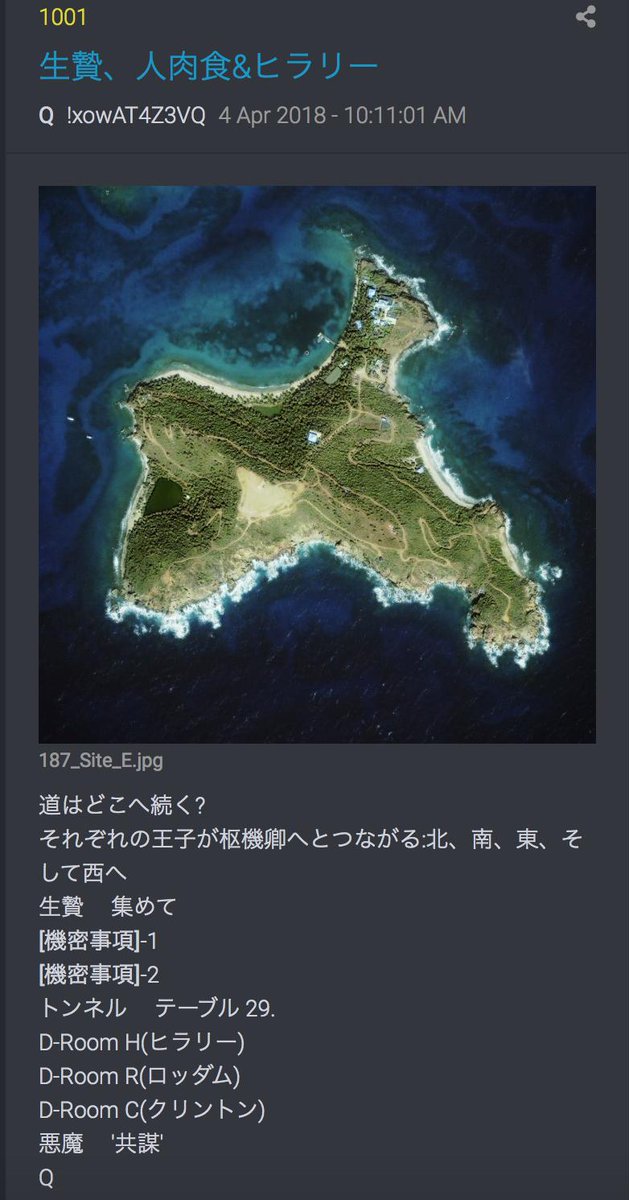 1001
生贄、人肉食&ヒラリー
Q !xowAT4Z3VQ 4 Apr 2018 - 10:11:01 AM
187_Site_E.jpg
道はどこへ続く?
それぞれの王子が枢機卿へとつながる:北、南、東、そ
して西へ
生贄　集めて
[機密事項]-1
[機密事項]-2
トンネル　テーブル 29.
D-Room H(ヒラリー)
D-Room R(ロッダム)
D-Room C(クリントン)
悪魔　'共謀'
Q